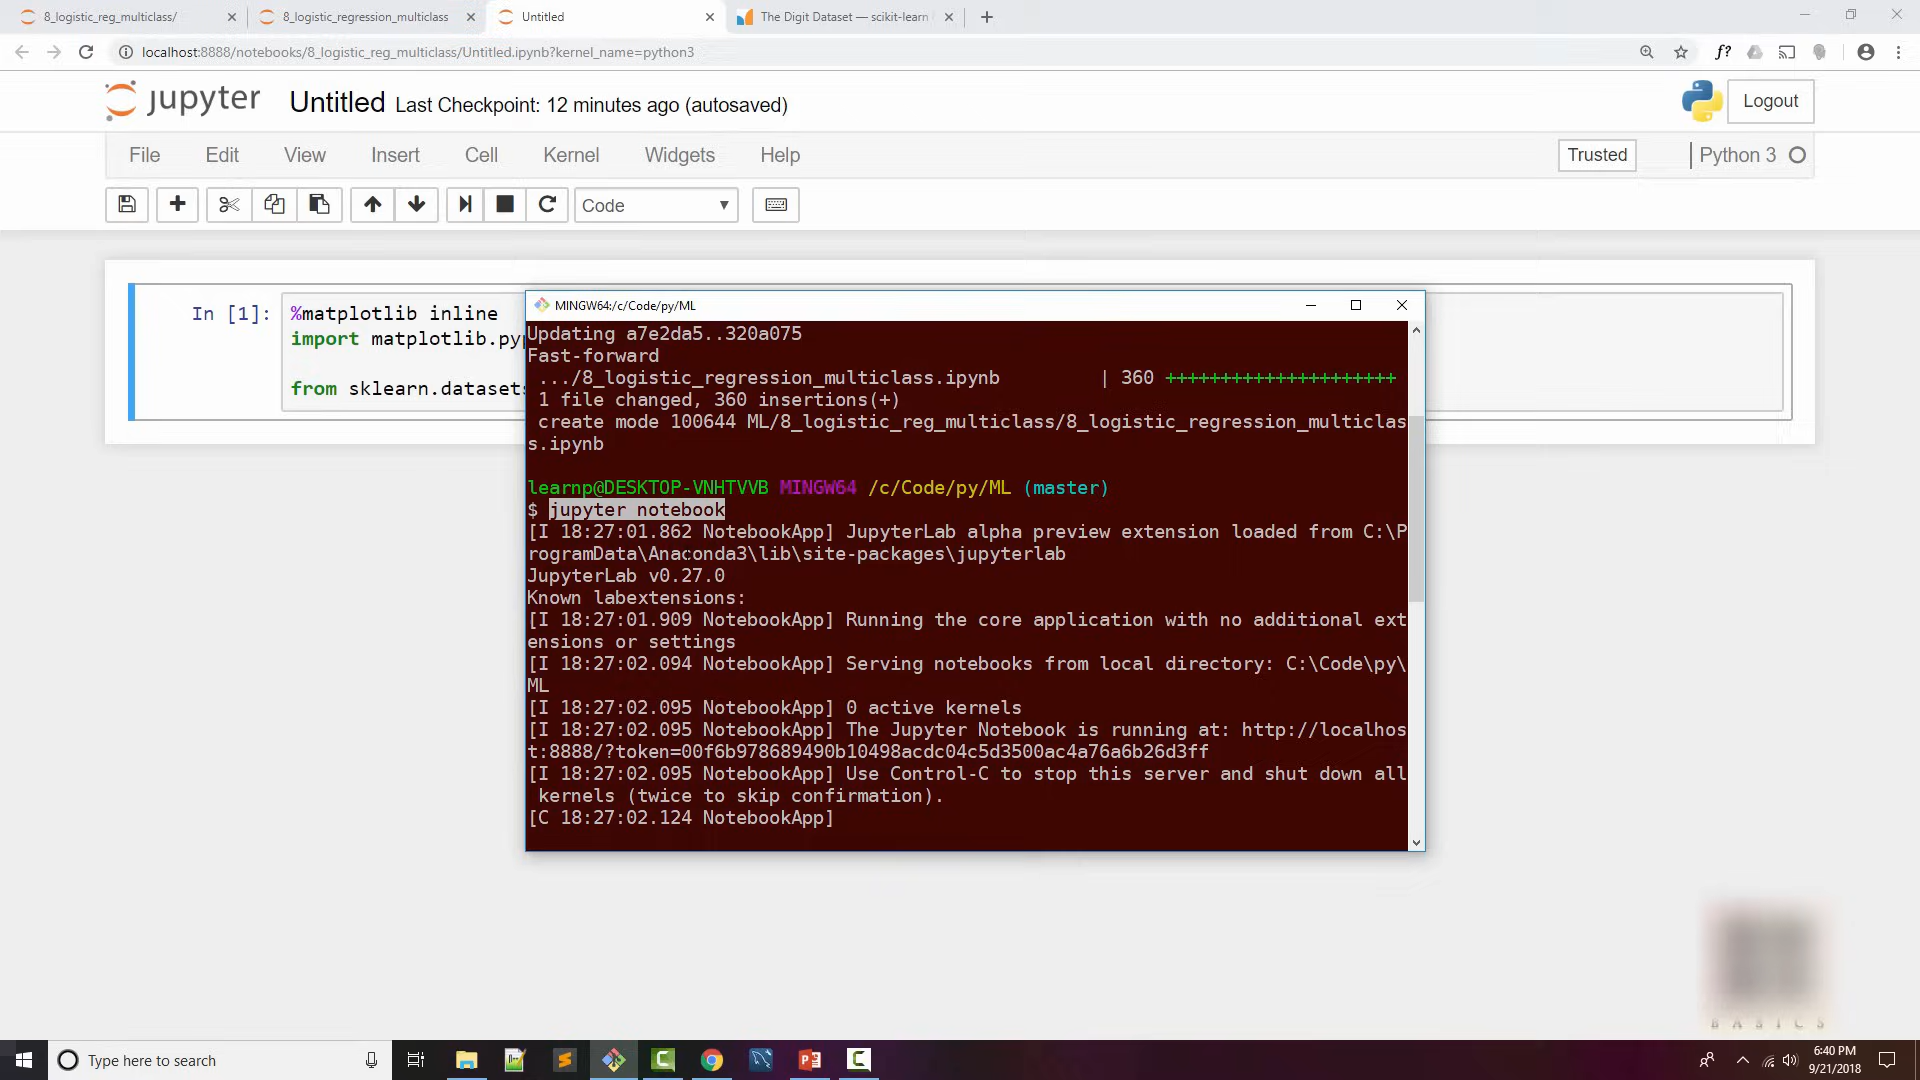 8_logistic_reg_multiclass/
8_logistic_regression_multiclass
Untitled
The Digit Dataset — scikit-learn
localhost:8888/notebooks/8_logistic_reg_multiclass/Untitled.ipynb?kernel_name=python3
f?
jupyter
Untitled Last Checkpoint: 12 minutes ago (autosaved)
Logout
File Edit View Insert Cell Kernel Widgets Help
Trusted
Python 3
Code
In [1]:
%matplotlib inline
import matplotlib.pyp
from sklearn.datasets
MINGW64:/c/Code/py/ML
Updating a7e2da5..320a075
Fast-forward
.../8_logistic_regression_multiclass.ipynb | 360 +++++++++++++++++++++
1 file changed, 360 insertions(+)
create mode 100644 ML/8_logistic_reg_multiclass/8_logistic_regression_multiclas
s.ipynb
learnp@DESKTOP-VNHTVVB MINGW64 /c/Code/py/ML (master)
$ jupyter notebook
[I 18:27:01.862 NotebookApp] JupyterLab alpha preview extension loaded from C:\P
rogramData\Anaconda3\lib\site-packages\jupyterlab
JupyterLab v0.27.0
Known labextensions:
[I 18:27:01.909 NotebookApp] Running the core application with no additional ext
ensions or settings
[I 18:27:02.094 NotebookApp] Serving notebooks from local directory: C:\Code\py\
ML
[I 18:27:02.095 NotebookApp] 0 active kernels
[I 18:27:02.095 NotebookApp] The Jupyter Notebook is running at: http://localhos
t:8888/?token=00f6b978689490b10498acdc04c5d3500ac4a76a6b26d3ff
[I 18:27:02.095 NotebookApp] Use Control-C to stop this server and shut down all
kernels (twice to skip confirmation).
[C 18:27:02.124 NotebookApp]
BASICS
Type here to search
6:40 PM
9/21/2018